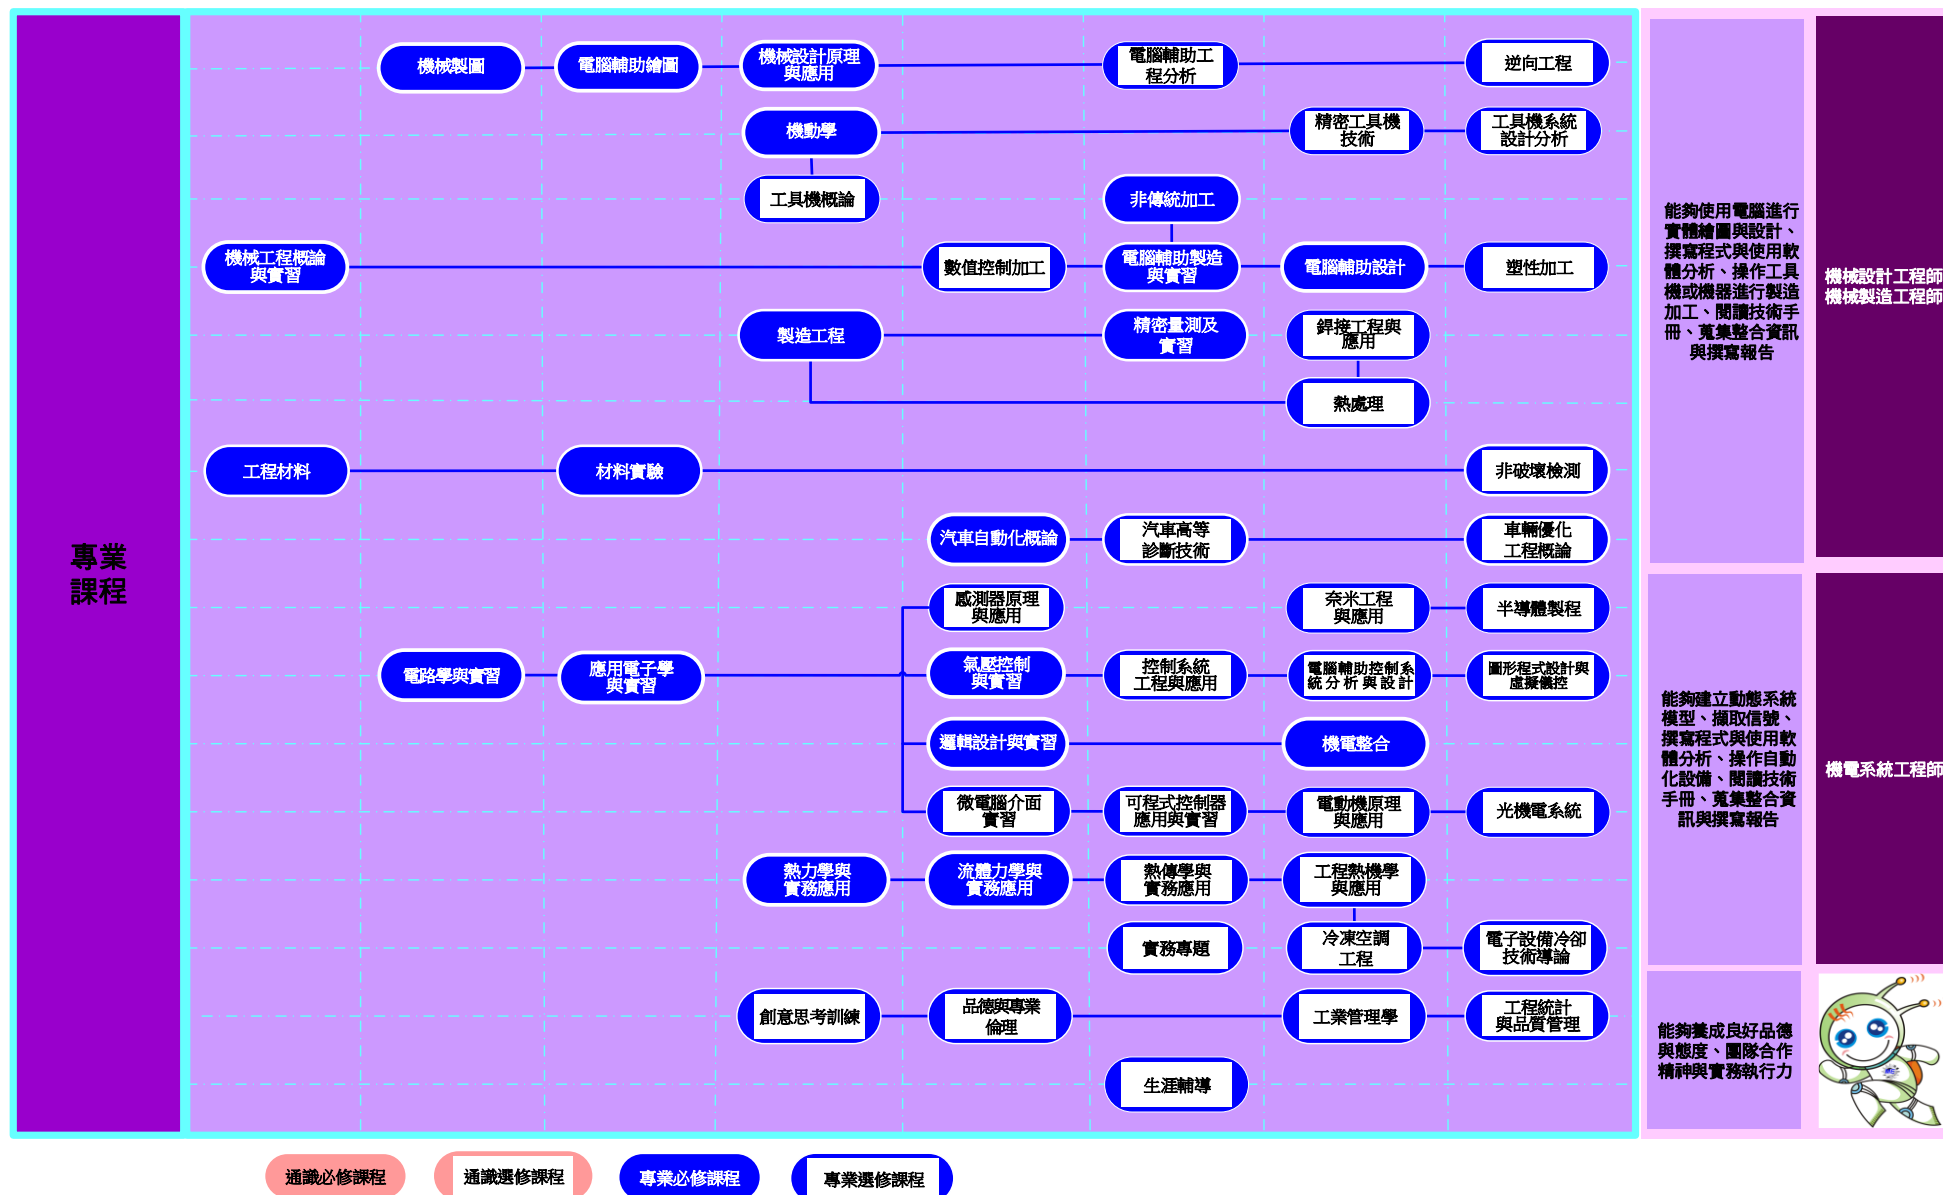 專業
課程
機械製圖
電腦輔助繪圖
機械設計原理
與應用
電腦輔助工
程分析
逆向工程
機動學
精密工具機
技術
工具機系統
設計分析
工具機概論
非傳統加工
機械工程概論
與實習
數值控制加工
電腦輔助製造
與實習
電腦輔助設計
塑性加工
製造工程
精密量測及
實習
銲接工程與
應用
熱處理
工程材料
材料實驗
非破壞檢測
汽車自動化概論
汽車高等
診斷技術
車輛優化
工程概論
感測器原理
與應用
奈米工程
與應用
半導體製程
電路學與實習
應用電子學
與實習
氣壓控制
與實習
控制系統
工程與應用
電腦輔助控制系
統分析與設計
圖形程式設計與
虛擬儀控
邏輯設計與實習
機電整合
微電腦介面
實習
可程式控制器
應用與實習
電動機原理
與應用
光機電系統
熱力學與
實務應用
流體力學與
實務應用
熱傳學與
實務應用
工程熱機學
與應用
實務專題
冷凍空調
工程
電子設備冷卻
技術導論
創意思考訓練
品德與專業
倫理
工業管理學
工程統計
與品質管理
生涯輔導
能夠使用電腦進行
實體繪圖與設計、
撰寫程式與使用軟
體分析、操作工具
機或機器進行製造
加工、閱讀技術手
冊、蒐集整合資訊
與撰寫報告
機械設計工程師
機械製造工程師
能夠建立動態系統
模型、擷取信號、
撰寫程式與使用軟
體分析、操作自動
化設備、閱讀技術
手冊、蒐集整合資
訊與撰寫報告
機電系統工程師
能夠養成良好品德
與態度、團隊合作
精神與實務執行力
通識必修課程
通識選修課程
專業必修課程
專業選修課程